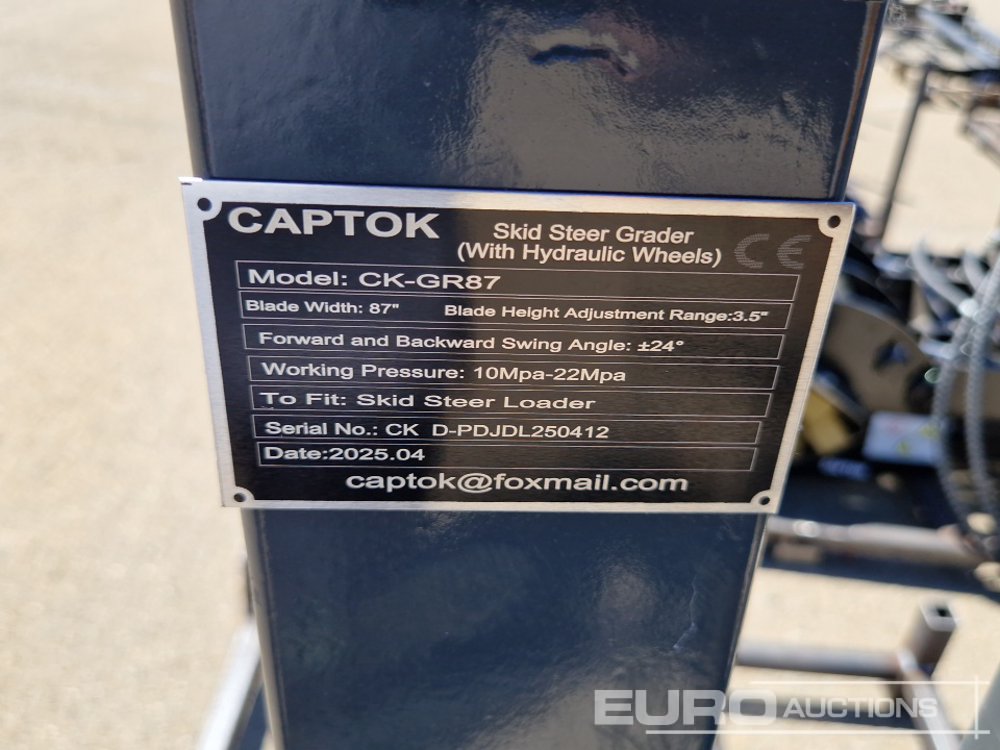 CAPTOK
Skid Steer Grader
(With Hydraulic Wheels)
CE
Model: CK-GR87
Blade Width: 87" Blade Height Adjustment Range:3.5"
Forward and Backward Swing Angle: ±24°
Working Pressure: 10Mpa-22Mpa
To Fit: Skid Steer Loader
Serial No.: CK D-PDJDL250412
Date:2025.04
captok@foxmail.com
EURO AUCTIONS